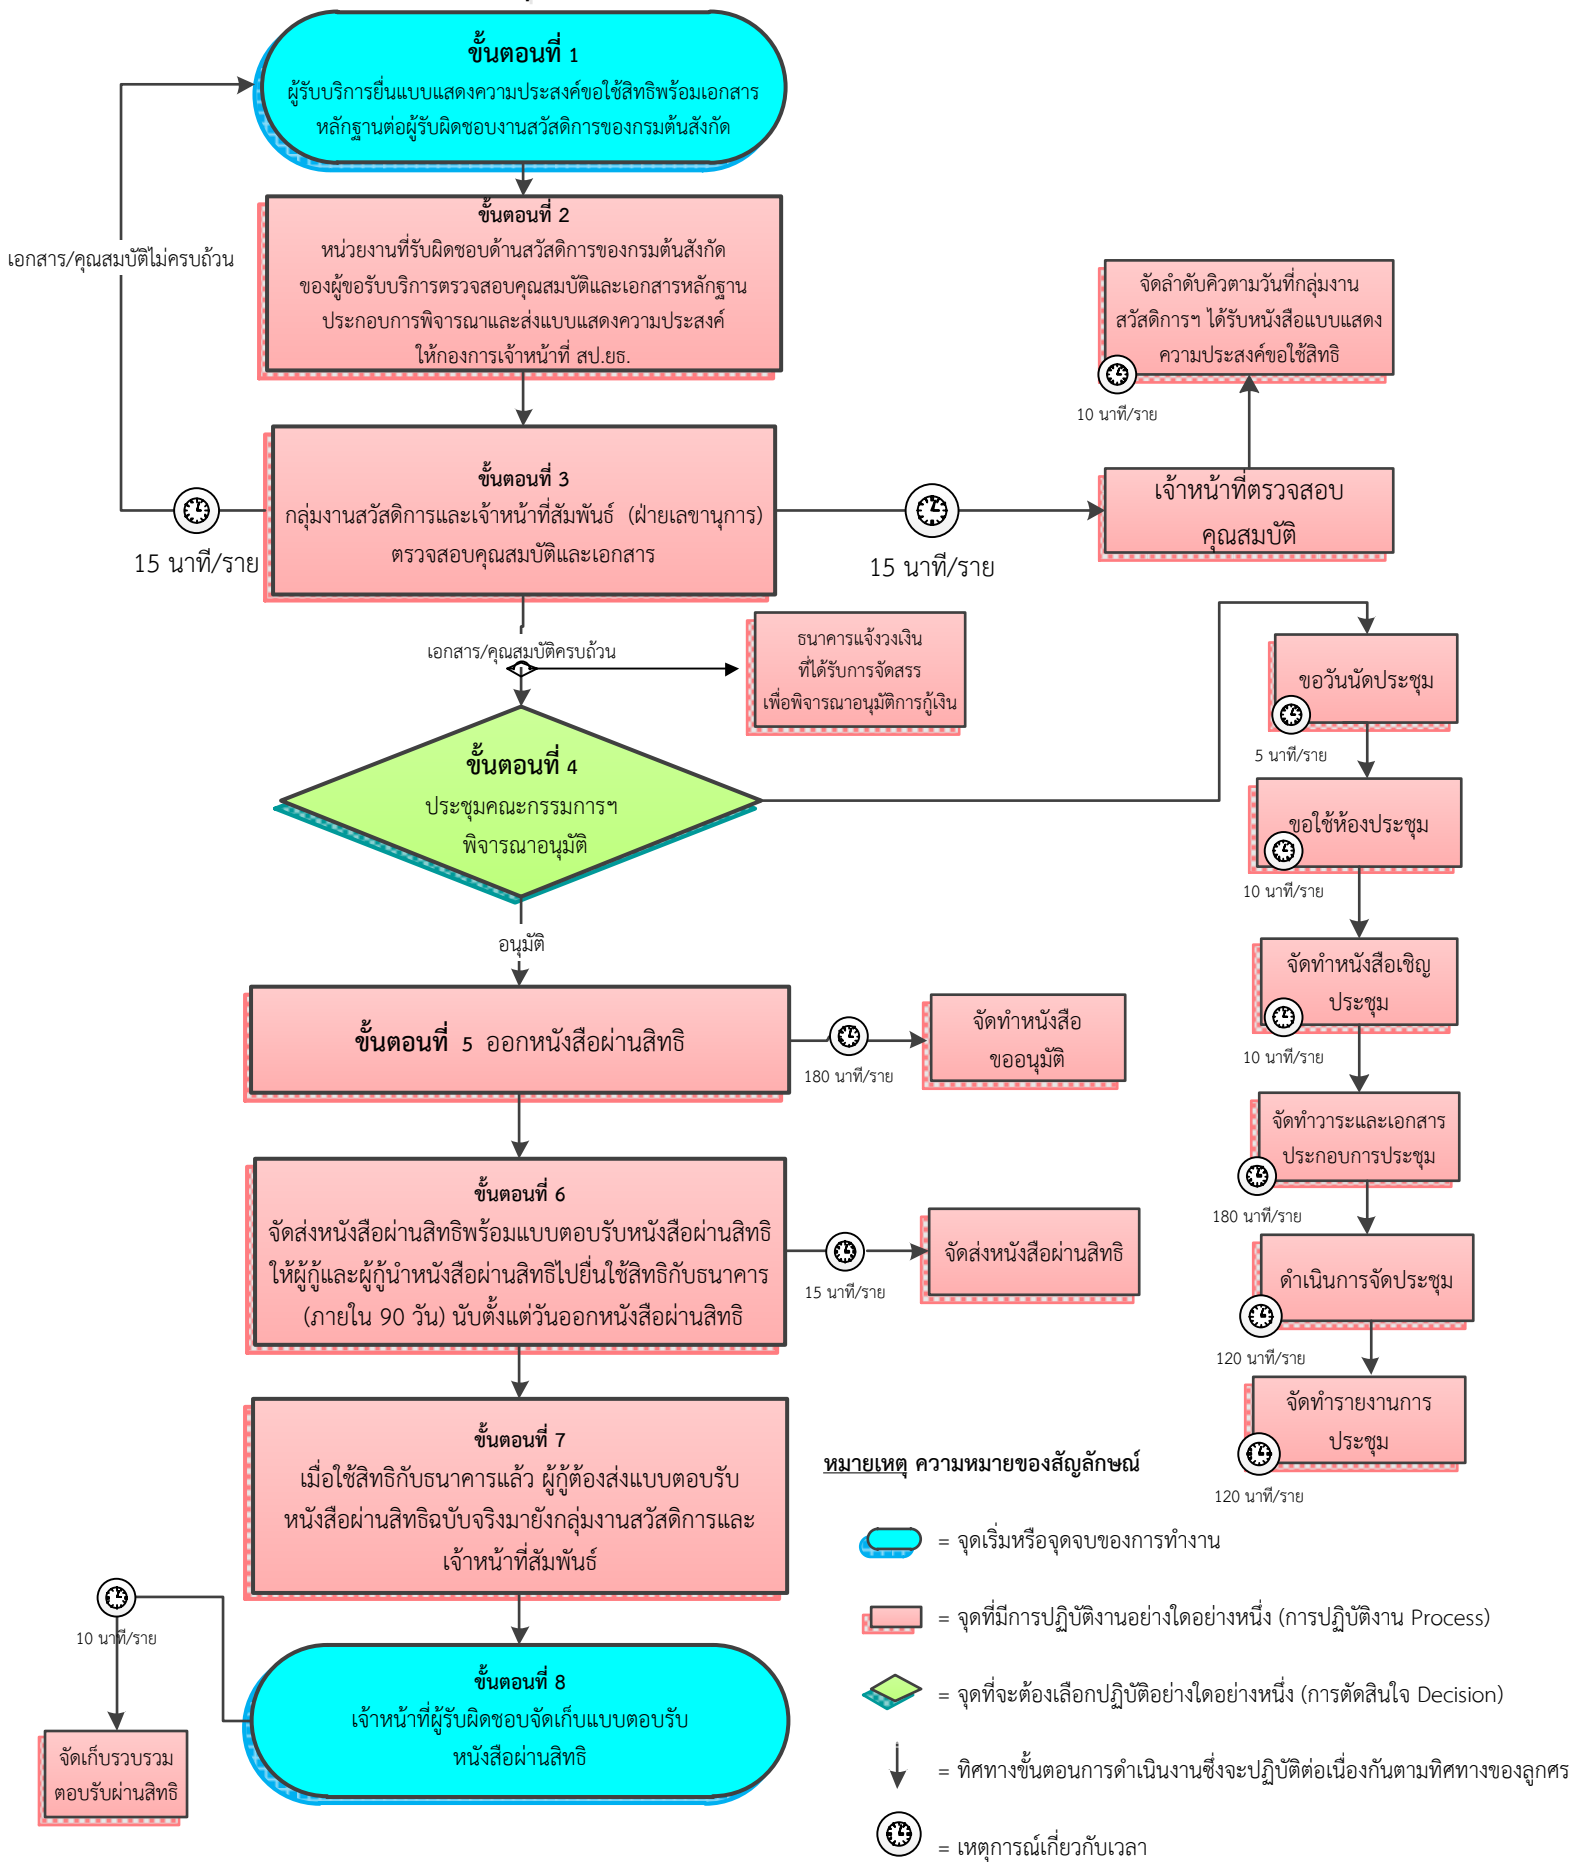 ขั้นตอนที่ 1
ผู้รับบริการยื่นแบบแสดงความประสงค์ขอใช้สิทธิพร้อมเอกสาร
หลักฐานต่อผู้รับผิดชอบงานสวัสดิการของกรมต้นสังกัด
ขั้นตอนที่ 2
หน่วยงานที่รับผิดชอบด้านสวัสดิการของกรมต้นสังกัด
ของผู้ขอรับบริการตรวจสอบคุณสมบัติและเอกสารหลักฐาน
ประกอบการพิจารณาและส่งแบบแสดงความประสงค์
ให้กองการเจ้าหน้าที่ สป.ยธ.
เอกสาร/คุณสมบัติไม่ครบถ้วน
จัดลำดับคิวตามวันที่กลุ่มงาน
สวัสดิการฯ ได้รับหนังสือแบบแสดง
ความประสงค์ขอใช้สิทธิ
10 นาที/ราย
ขั้นตอนที่ 3
กลุ่มงานสวัสดิการและเจ้าหน้าที่สัมพันธ์ (ฝ่ายเลขานุการ)
ตรวจสอบคุณสมบัติและเอกสาร
15 นาที/ราย
15 นาที/ราย
เจ้าหน้าที่ตรวจสอบ
คุณสมบัติ
เอกสาร/คุณสมบัติครบถ้วน
ธนาคารแจ้งวงเงิน
ที่ได้รับการจัดสรร
เพื่อพิจารณาอนุมัติการกู้เงิน
ขั้นตอนที่ 4
ประชุมคณะกรรมการฯ
พิจารณาอนุมัติ
อนุมัติ
ขอวันนัดประชุม
5 นาที/ราย
ขอใช้ห้องประชุม
10 นาที/ราย
จัดทำหนังสือเชิญ
ประชุม
10 นาที/ราย
จัดทำวาระและเอกสาร
ประกอบการประชุม
180 นาที/ราย
ดำเนินการจัดประชุม
120 นาที/ราย
จัดทำรายงานการ
ประชุม
120 นาที/ราย
ขั้นตอนที่ 5 ออกหนังสือผ่านสิทธิ
180 นาที/ราย
จัดทำหนังสือ
ขออนุมัติ
ขั้นตอนที่ 6
จัดส่งหนังสือผ่านสิทธิพร้อมแบบตอบรับหนังสือผ่านสิทธิ
ให้ผู้กู้และผู้กู้นำหนังสือผ่านสิทธิไปยื่นใช้สิทธิกับธนาคาร
(ภายใน 90 วัน) นับตั้งแต่วันออกหนังสือผ่านสิทธิ
15 นาที/ราย
จัดส่งหนังสือผ่านสิทธิ
ขั้นตอนที่ 7
เมื่อใช้สิทธิกับธนาคารแล้ว ผู้กู้ต้องส่งแบบตอบรับ
หนังสือผ่านสิทธิฉบับจริงมายังกลุ่มงานสวัสดิการและ
เจ้าหน้าที่สัมพันธ์
10 นาที/ราย
ขั้นตอนที่ 8
เจ้าหน้าที่ผู้รับผิดชอบจัดเก็บแบบตอบรับ
หนังสือผ่านสิทธิ
จัดเก็บรวบรวม
ตอบรับผ่านสิทธิ
หมายเหตุ ความหมายของสัญลักษณ์
= จุดเริ่มหรือจุดจบของการทำงาน
= จุดที่มีการปฏิบัติงานอย่างใดอย่างหนึ่ง (การปฏิบัติงาน Process)
= จุดที่จะต้องเลือกปฏิบัติอย่างใดอย่างหนึ่ง (การตัดสินใจ Decision)
= ทิศทางขั้นตอนการดำเนินงานซึ่งจะปฏิบัติต่อเนื่องกันตามทิศทางของลูกศร
= เหตุการณ์เกี่ยวกับเวลา